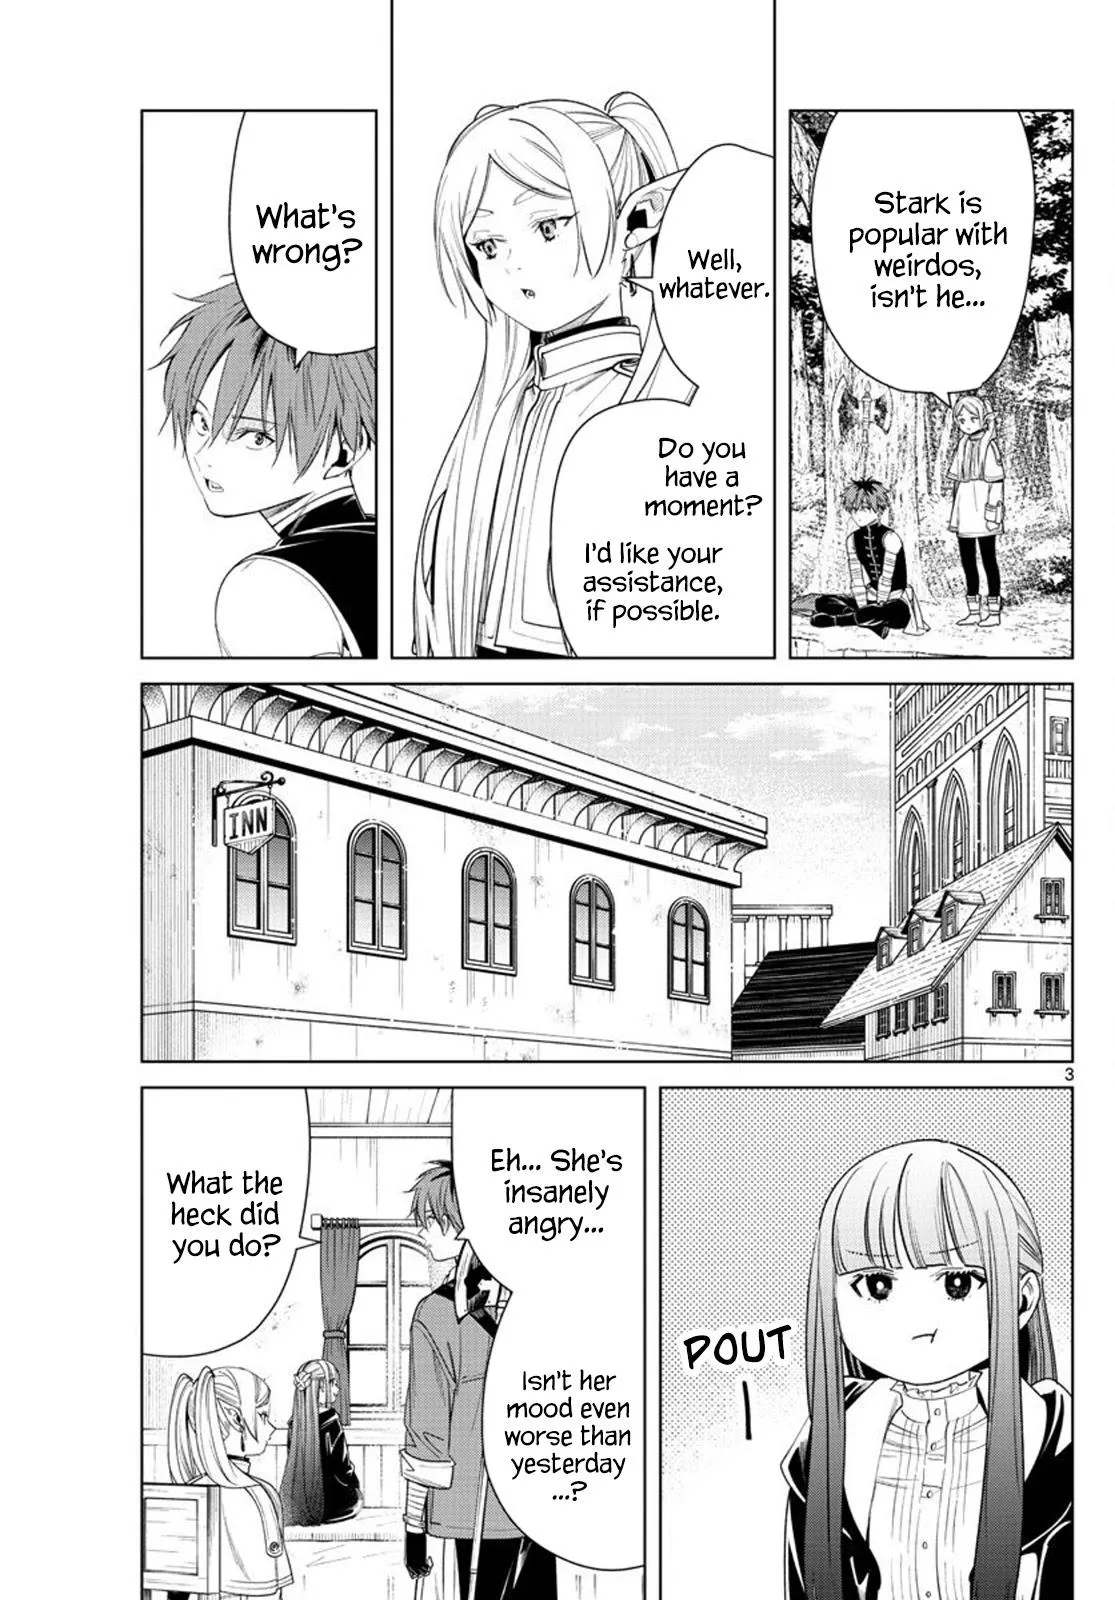 Stark is
popular with
weirdos,
isn't he...
Well,
whatever.
Do you
have a
moment?
I'd like your
assistance,
if possible.
What's
wrong?
INN
3
POUT
Eh... She's
insanely
angry...
Isn't her
mood even
worse than
yesterday
...?
What the
heck did
you do?